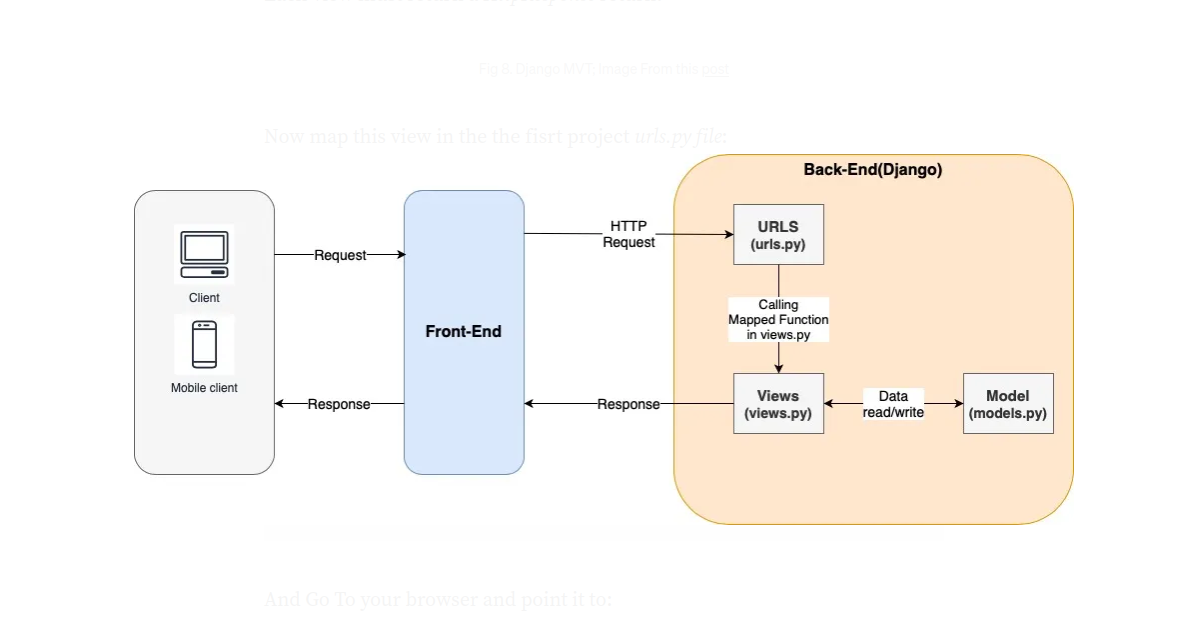 Fig 8. Django MVT; Image From this post
Now map this view in the the fisrt project urls.py file:
Back-End(Django)
HTTP
Request
URLS
(urls.py)
Request
Client
Calling
Mapped Function
in views.py
Front-End
Mobile client
Response
Response
Views
(views.py)
Data
read/write
Model
(models.py)
And Go To your browser and point it to: